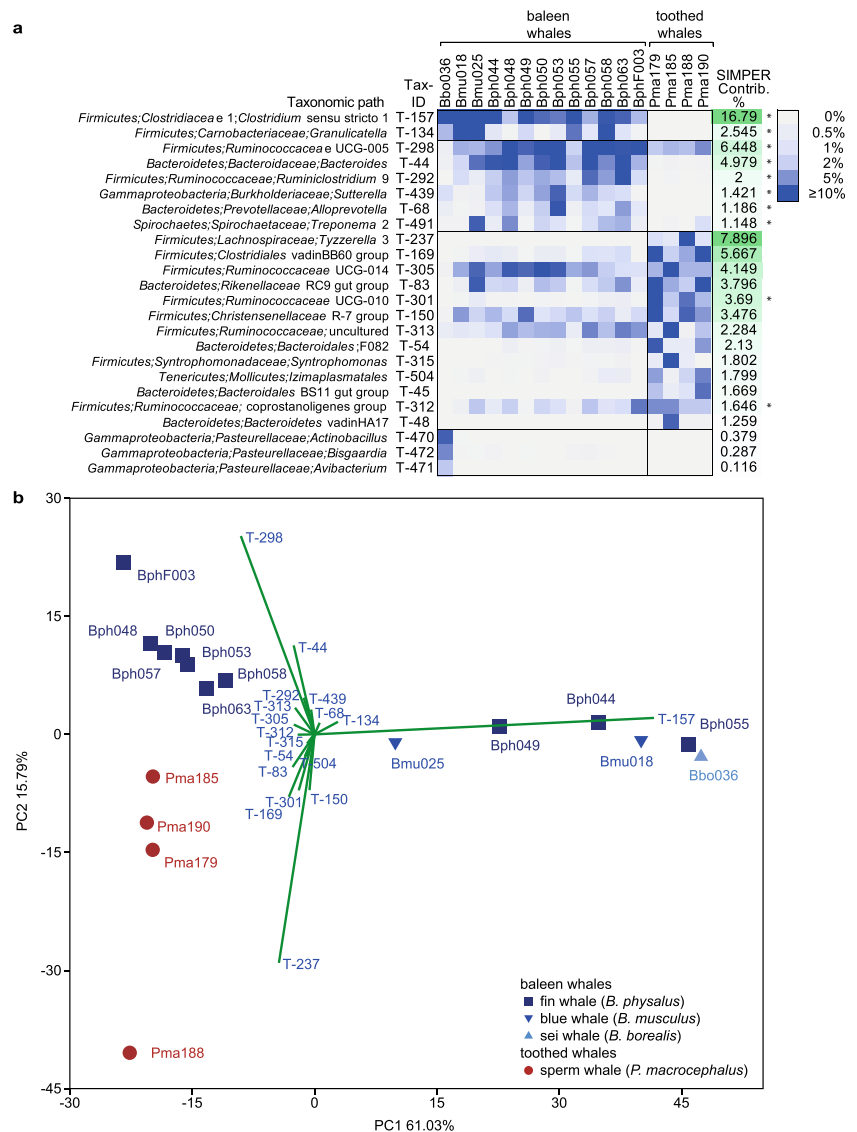 a
baleen whales
toothed whales
Taxonomic path Tax-ID Bbo036 Bmu018 Bmu025 Bph044 Bph048 Bph049 Bph050 Bph053 Bph055 Bph057 Bph058 Bph063 BphF003 Pma179 Pma185 Pma188 Pma190 SIMPER Contrib. %
Firmicutes;Clostridiaceae 1;Clostridium sensu stricto 1 T-157 16.79 *
Firmicutes;Carnobacteriaceae;Granulicatella T-134 2.545 *
Firmicutes;Ruminococcaceae UCG-005 T-298 6.448 *
Bacteroidetes;Bacteroidaceae;Bacteroides T-44 4.979 *
Firmicutes;Ruminococcaceae;Ruminiclostridium 9 T-292 2 *
Gammaproteobacteria;Burkholderiaceae;Sutterella T-439 1.421 *
Bacteroidetes;Prevotellaceae;Alloprevotella T-68 1.186 *
Spirochaetes;Spirochaetaceae;Treponema 2 T-491 1.148 *
Firmicutes;Lachnospiraceae;Tyzzerella 3 T-237 7.896
Firmicutes;Clostridiales vadinBB60 group T-169 5.667
Firmicutes;Ruminococcaceae UCG-014 T-305 4.149
Bacteroidetes;Rikenellaceae RC9 gut group T-83 3.796
Firmicutes;Ruminococcaceae UCG-010 T-301 3.69 *
Firmicutes;Christensenellaceae R-7 group T-150 3.476
Firmicutes;Ruminococcaceae;uncultured T-313 2.284
Bacteroidetes;Bacteroidales;F082 T-54 2.13
Firmicutes;Syntrophomonadaceae;Syntrophomonas T-315 1.802
Tenericutes;Mollicutes;Izimaplasmatales T-504 1.799
Bacteroidetes;Bacteroidales BS11 gut group T-45 1.669
Firmicutes;Ruminococcaceae; coprostanoligenes group T-312 1.646 *
Bacteroidetes;Bacteroidetes vadinHA17 T-48 1.259
Gammaproteobacteria;Pasteurellaceae;Actinobacillus T-470 0.379
Gammaproteobacteria;Pasteurellaceae;Bisgaardia T-472 0.287
Gammaproteobacteria;Pasteurellaceae;Avibacterium T-471 0.116
0%
0.5%
1%
2%
5%
≥10%
b
30
15
0
-15
-30
-45
PC2 15.79%
T-298
BphF003
Bph048
Bph050
Bph053
Bph057
Bph058
Bph063
T-44
T-292
T-439
T-313
T-68
T-305
T-134
T-312
T-315
T-54
T-504
T-83
T-301
T-150
T-169
T-237
Bph044
T-157
Bph055
Bph049
Bmu025
Bmu018
Bbo036
Pma185
Pma190
Pma179
Pma188
baleen whales
fin whale (B. physalus)
blue whale (B. musculus)
sei whale (B. borealis)
toothed whales
sperm whale (P. macrocephalus)
-30 -15 0 15 30 45
PC1 61.03%